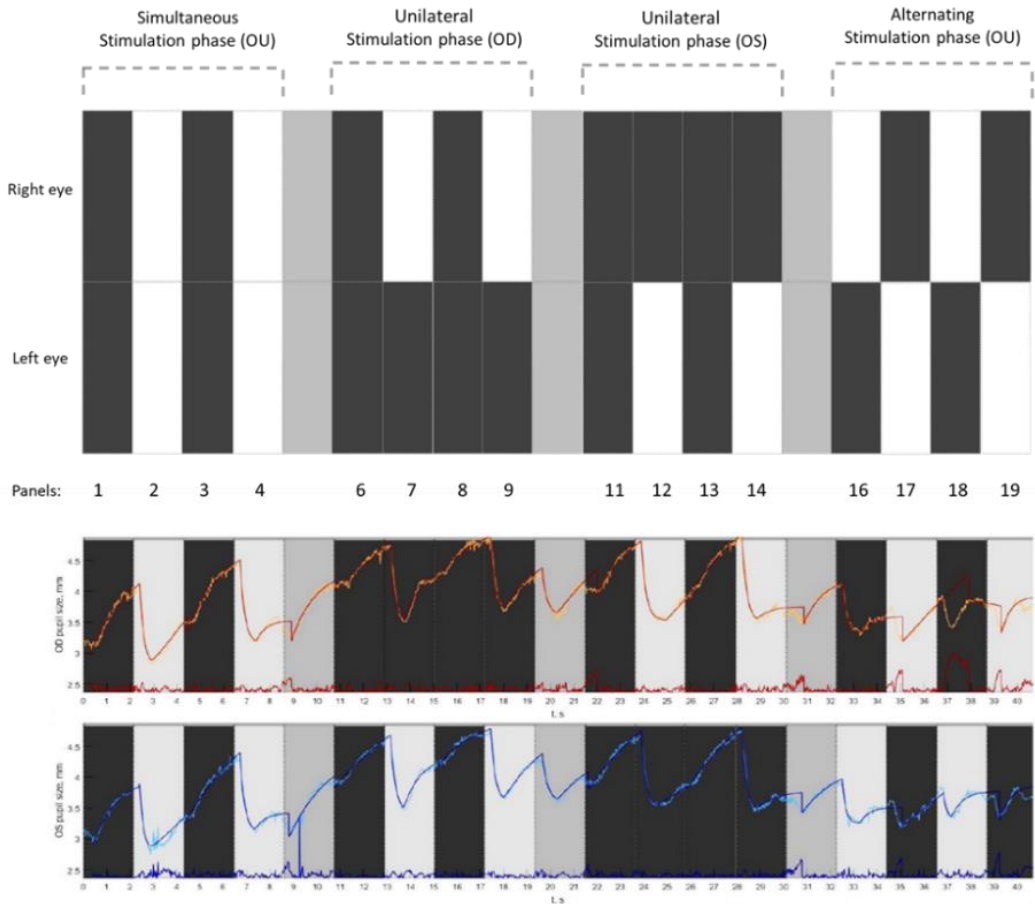 Simultaneous
Stimulation phase (OU)
Unilateral
Stimulation phase (OD)
Unilateral
Stimulation phase (OS)
Alternating
Stimulation phase (OU)
Right eye
Left eye
Panels: 1 2 3 4 6 7 8 9 11 12 13 14 16 17 18 19
OD pupil size, mm
4.5
4
3.5
3
2.5
0 1 2 3 4 5 6 7 8 9 10 11 12 13 14 15 16 17 18 19 20 21 22 23 24 25 26 27 28 29 30 31 32 33 34 35 36 37 38 39 40
t, s
OS pupil size, mm
4.5
4
3.5
3
2.5
0 1 2 3 4 5 6 7 8 9 10 11 12 13 14 15 16 17 18 19 20 21 22 23 24 25 26 27 28 29 30 31 32 33 34 35 36 37 38 39 40
t, s